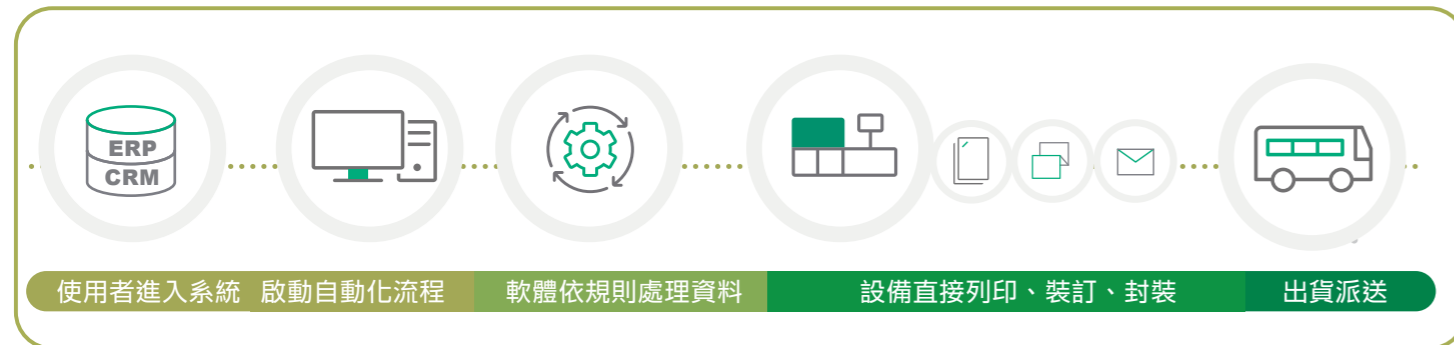 ERP
CRM
使用者進入系統
啟動自動化流程
軟體依規則處理資料
設備直接列印、裝訂、封裝
出貨派送